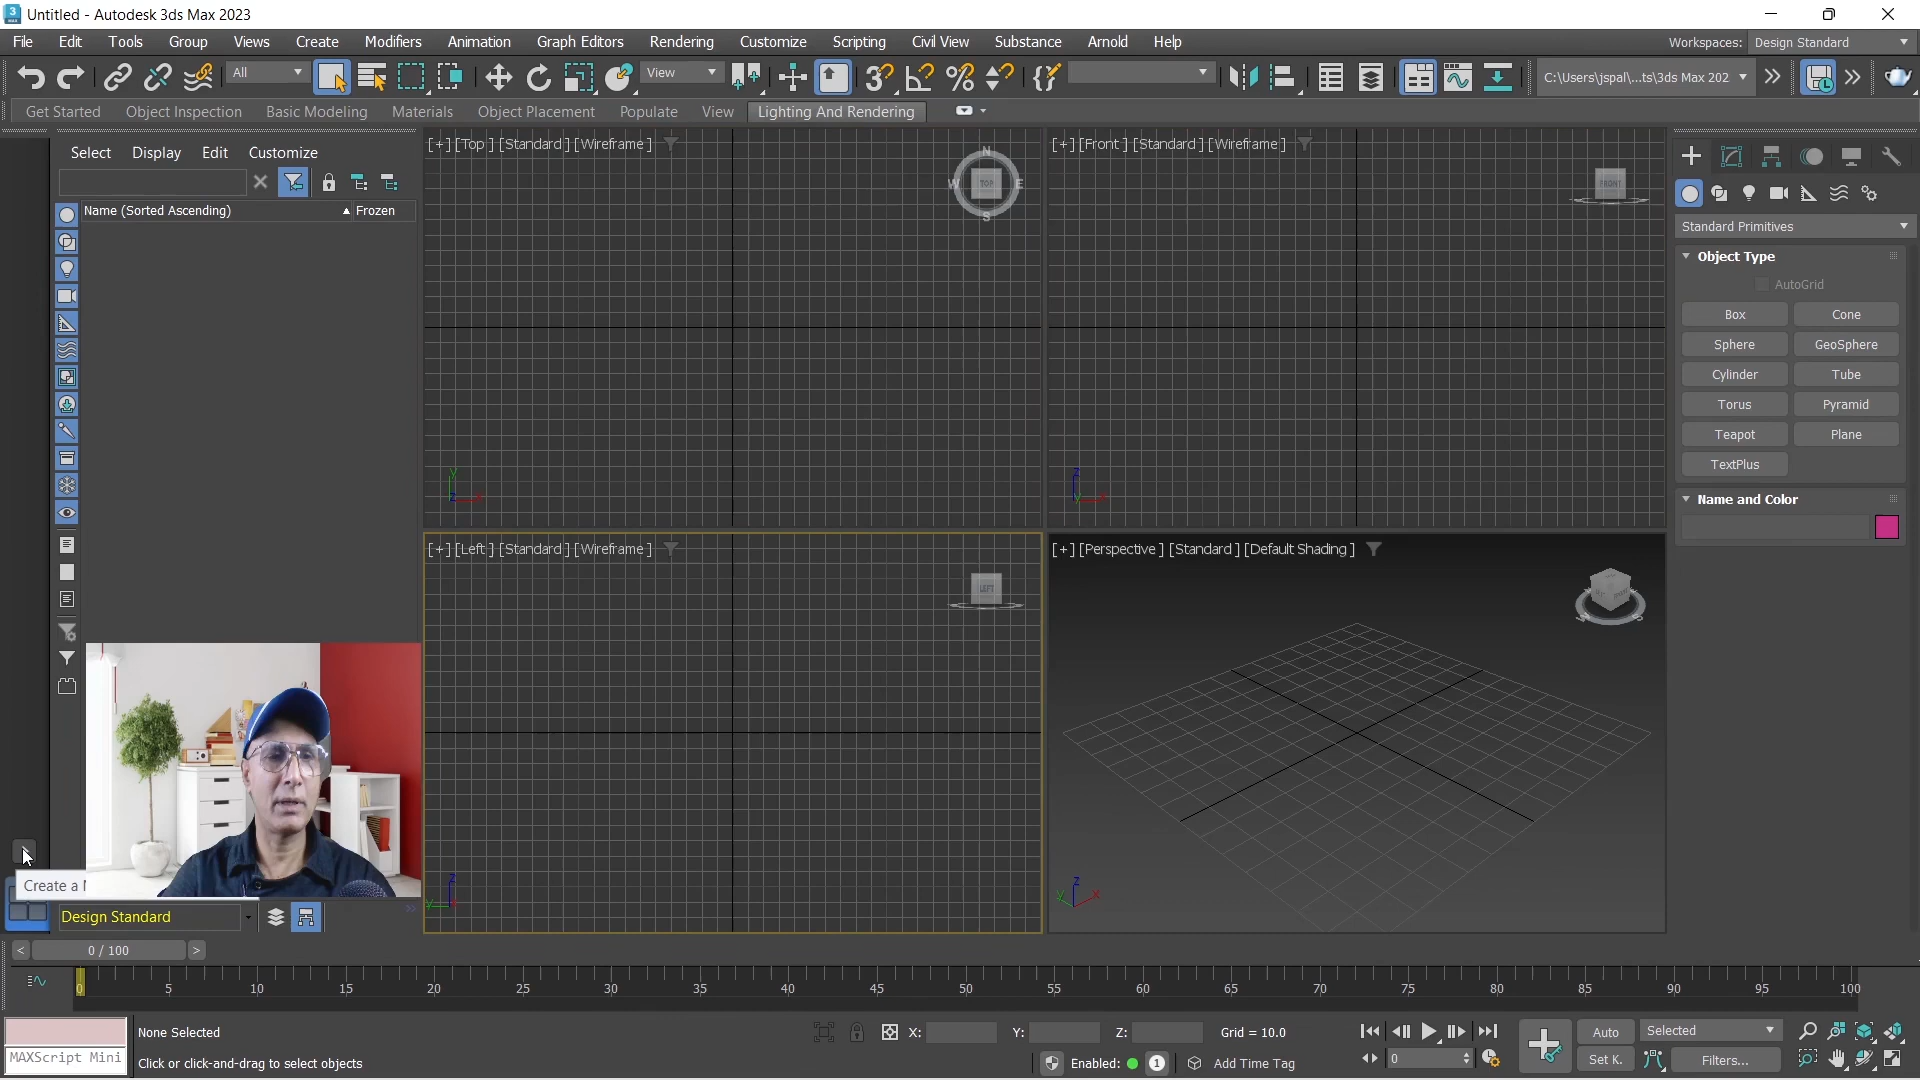 Untitled - Autodesk 3ds Max 2023
File Edit Tools Group Views Create Modifiers Animation Graph Editors Rendering Customize Scripting Civil View Substance Arnold Help Workspaces: Design Standard
All View C:\Users\jspal\...ts\3ds Max 202
Get Started Object Inspection Basic Modeling Materials Object Placement Populate View Lighting And Rendering
Select Display Edit Customize
Name (Sorted Ascending) Frozen
[+] [Top] [Standard] [Wireframe]
N
W TOP E
S
y
z x
[+] [Front] [Standard] [Wireframe]
FRONT
z
y x
[+] [Left] [Standard] [Wireframe]
LEFT
z
y x
[+] [Perspective] [Standard] [Default Shading]
z
y x
Standard Primitives
Object Type
AutoGrid
Box Cone
Sphere GeoSphere
Cylinder Tube
Torus Pyramid
Teapot Plane
TextPlus
Name and Color
Create a
Design Standard
< 0 / 100 >
0 5 10 15 20 25 30 35 40 45 50 55 60 65 70 75 80 85 90 95 100
None Selected X: Y: Z: Grid = 10.0 Auto Selected
MAXScript Mini Click or click-and-drag to select objects Enabled: 1 Add Time Tag 0 Set K. Filters...